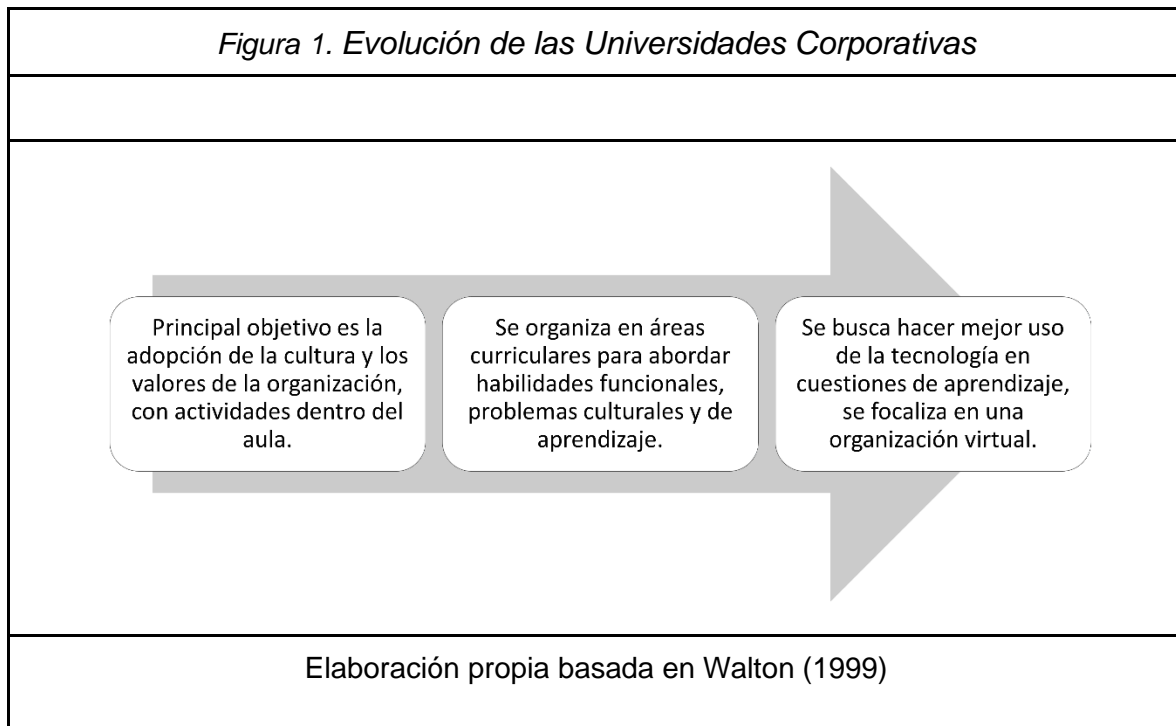 Figura 1. Evolución de las Universidades Corporativas
Principal objetivo es la
adopción de la cultura y los
valores de la organización,
con actividades dentro del
aula.
Se organiza en áreas
curriculares para abordar
habilidades funcionales,
problemas culturales y de
aprendizaje.
Se busca hacer mejor uso
de la tecnología en
cuestiones de aprendizaje,
se focaliza en una
organización virtual.
Elaboración propia basada en Walton (1999)